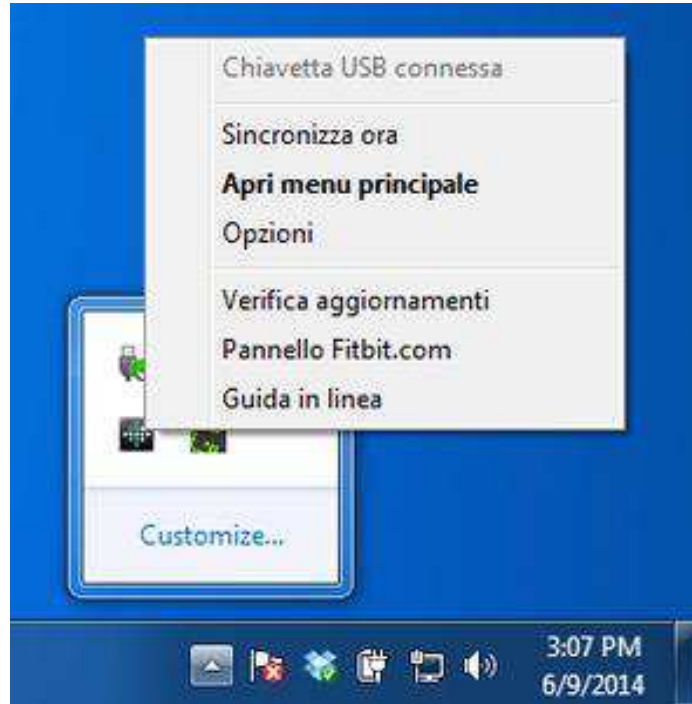 Chiavetta USB connessa
Sincronizza ora
Apri menu principale
Opzioni
Verifica aggiornamenti
Pannello Fitbit.com
Guida in linea
Customize...
3:07 PM
6/9/2014